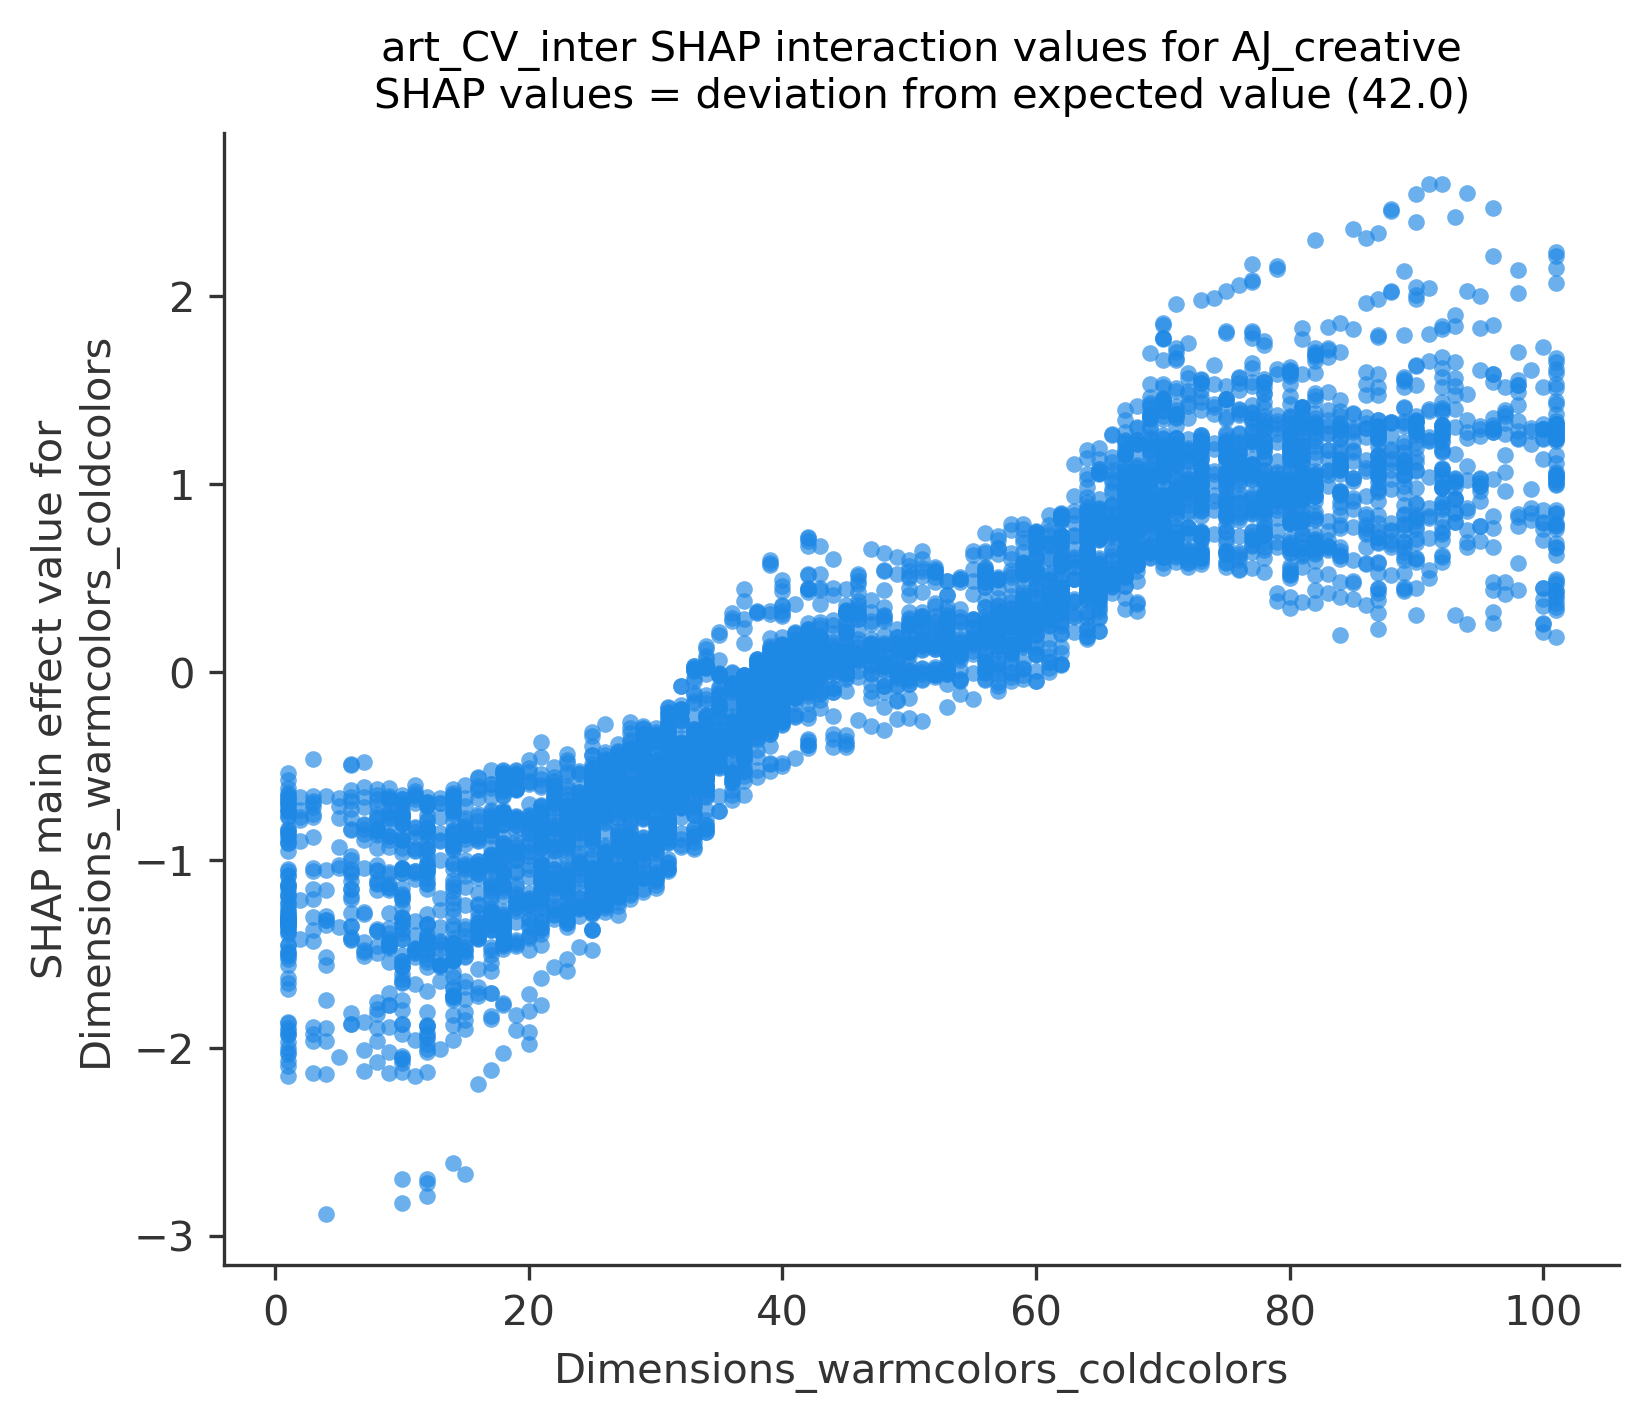 art_CV_inter SHAP interaction values for AJ_creative
SHAP values = deviation from expected value (42.0)
SHAP main effect value for
Dimensions_warmcolors_coldcolors
2
1
0
−1
−2
−3
0 20 40 60 80 100
Dimensions_warmcolors_coldcolors